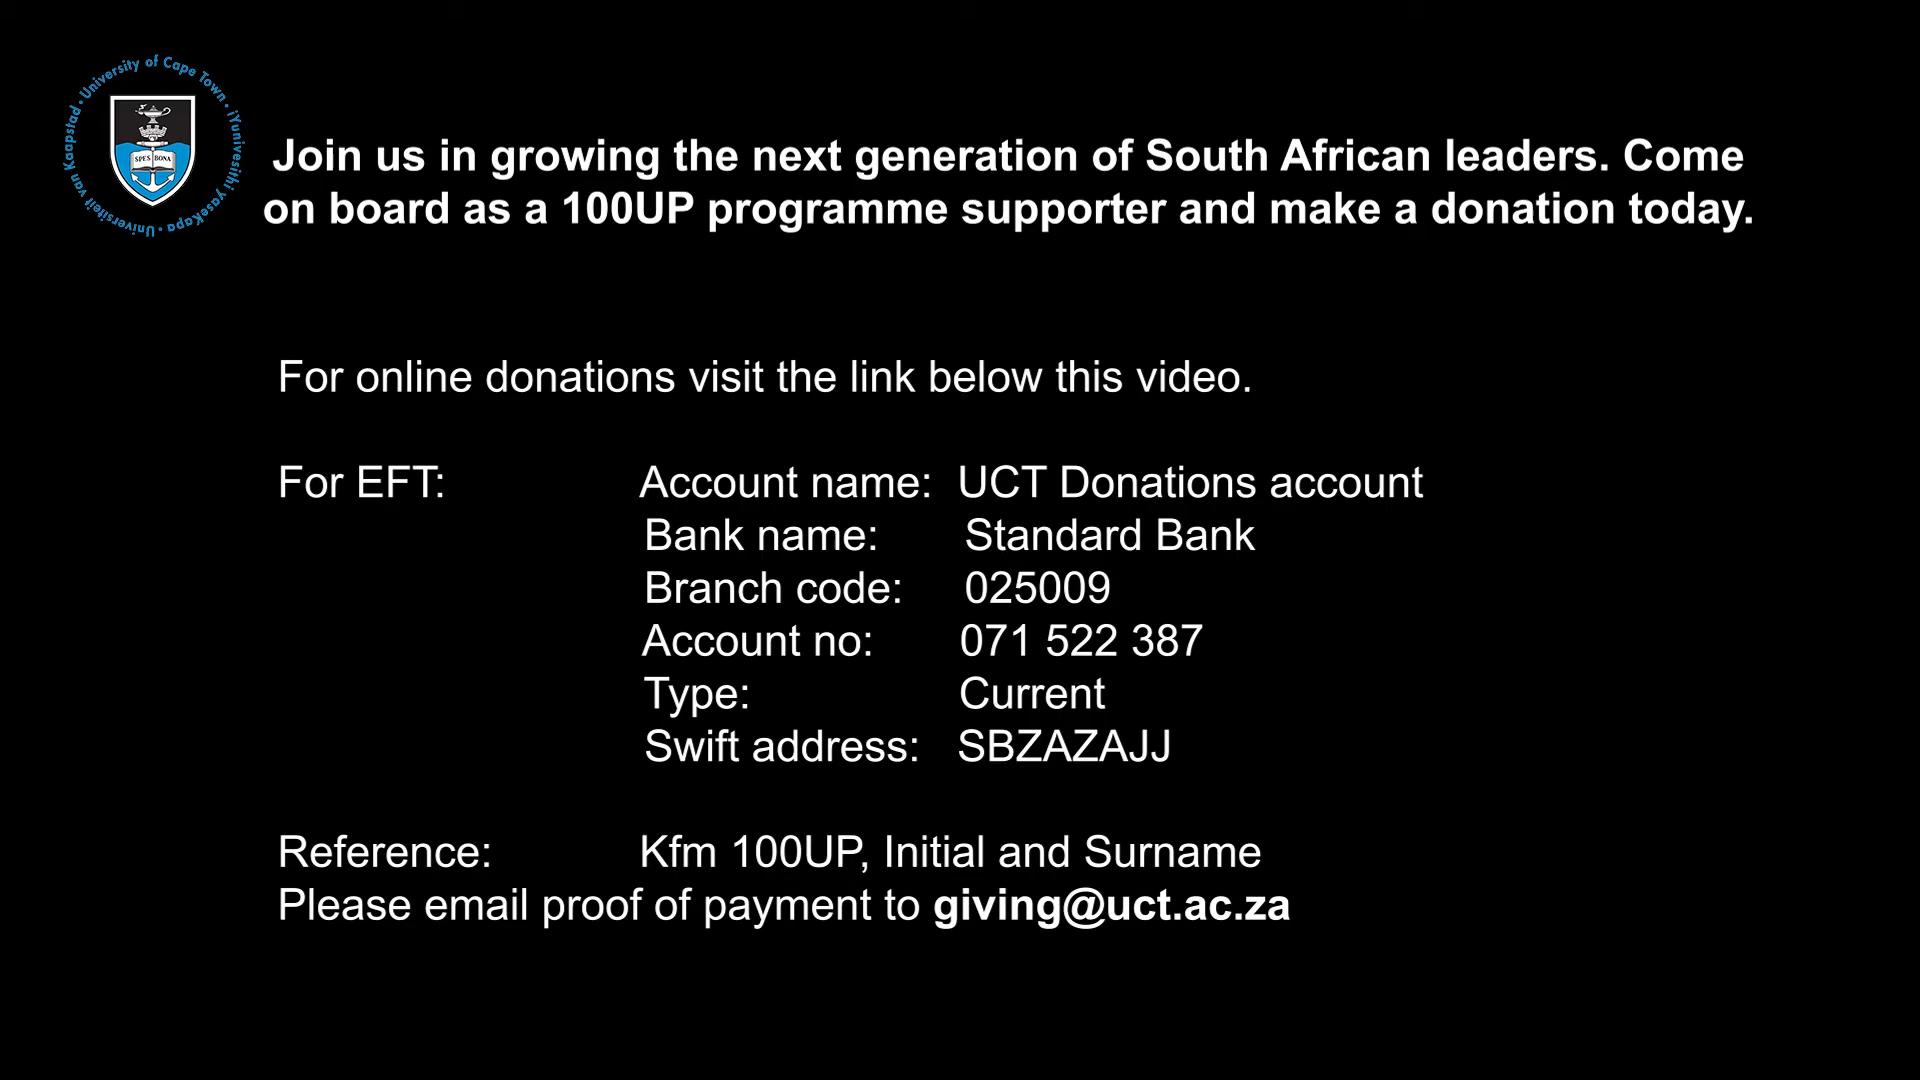 University of Cape Town • iYunivesithi yaseKapa • Universiteit van Kaapstad •
SPES BONA
Join us in growing the next generation of South African leaders. Come
on board as a 100UP programme supporter and make a donation today.
For online donations visit the link below this video.
For EFT: Account name: UCT Donations account
Bank name: Standard Bank
Branch code: 025009
Account no: 071 522 387
Type: Current
Swift address: SBZAZAJJ
Reference: Kfm 100UP, Initial and Surname
Please email proof of payment to giving@uct.ac.za